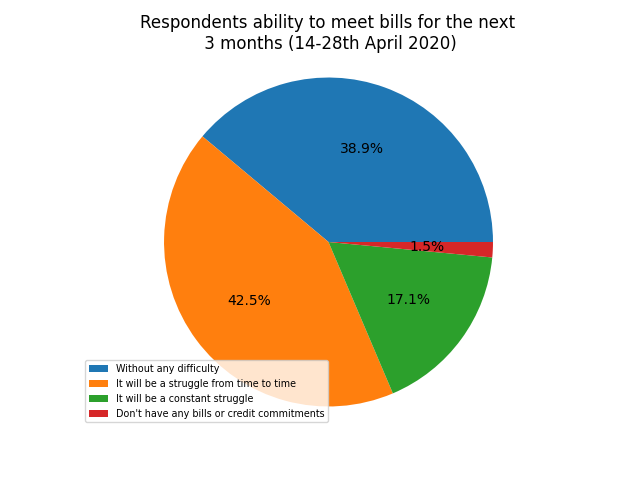 Respondents ability to meet bills for the next
3 months (14-28th April 2020)
38.9%
1.5%
17.1%
42.5%
Without any difficulty
It will be a struggle from time to time
It will be a constant struggle
Don't have any bills or credit commitments